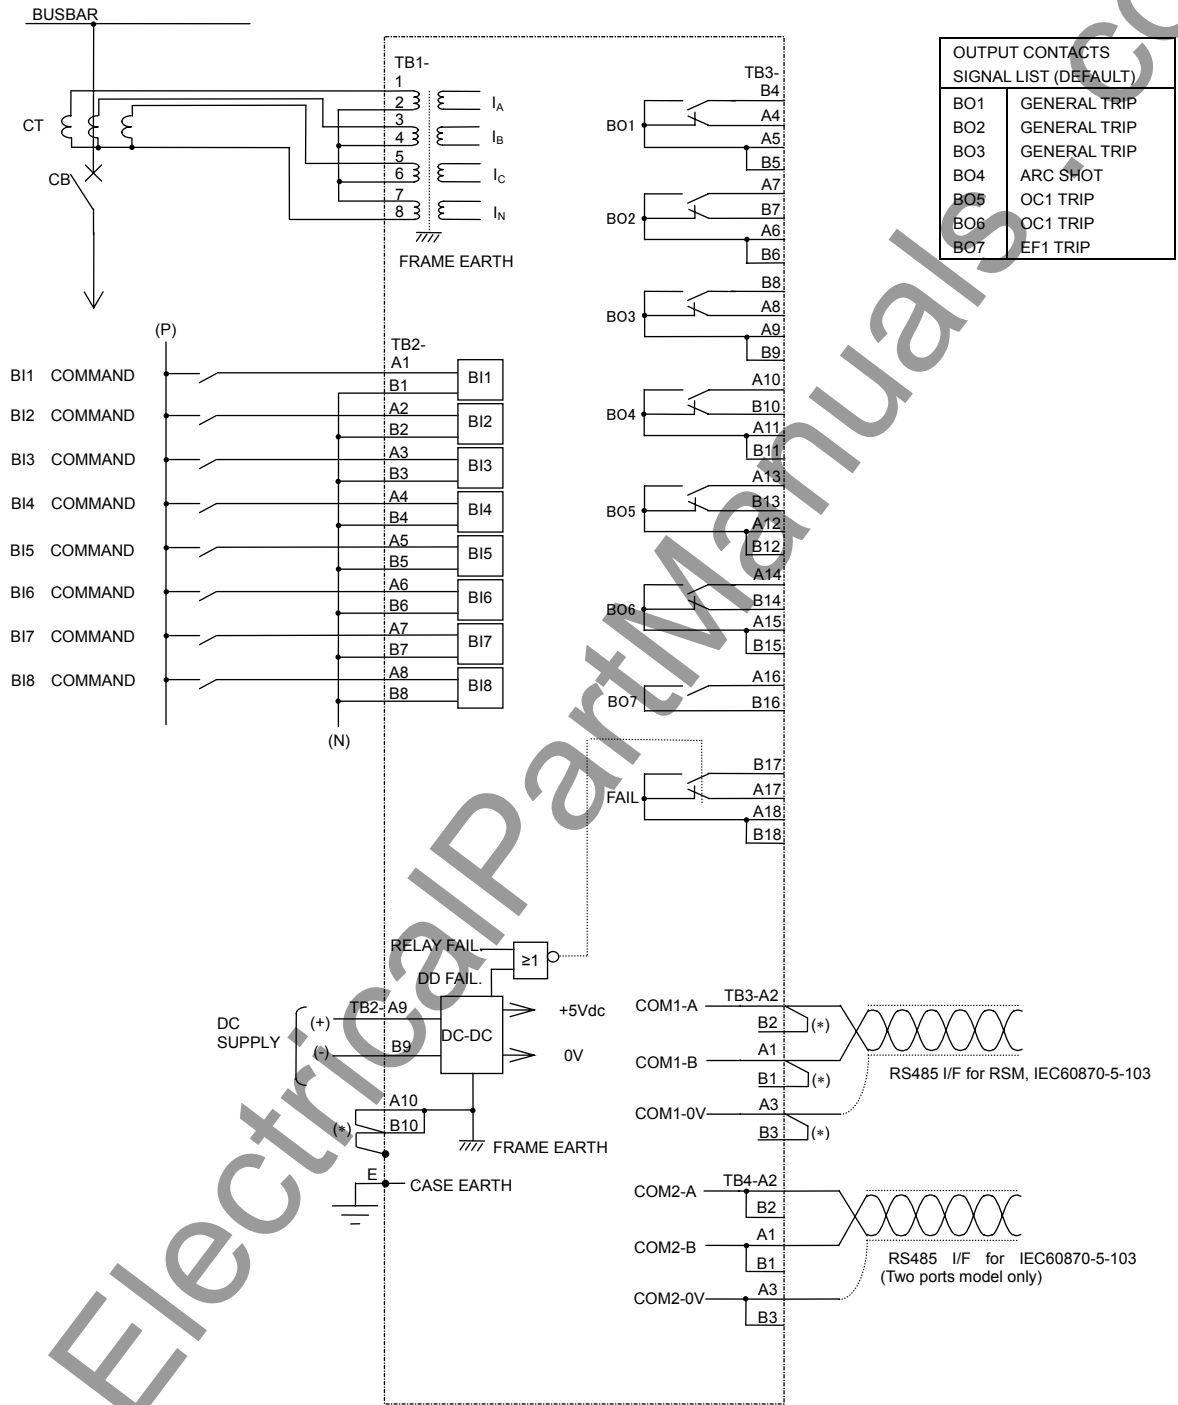 BUSBAR
CT
CB
TB1-
1
2
3
4
5
6
7
8
IA
IB
IC
IN
FRAME EARTH
(P)
TB2-
BI1 COMMAND
A1
B1
BI1
BI2 COMMAND
A2
B2
BI2
BI3 COMMAND
A3
B3
BI3
BI4 COMMAND
A4
B4
BI4
BI5 COMMAND
A5
B5
BI5
BI6 COMMAND
A6
B6
BI6
BI7 COMMAND
A7
B7
BI7
BI8 COMMAND
A8
B8
BI8
(N)
TB3-
BO1
B4
A4
A5
B5
BO2
A7
B7
A6
B6
BO3
B8
A8
A9
B9
BO4
A10
B10
A11
B11
BO5
A13
B13
A12
B12
BO6
A14
B14
A15
B15
BO7
A16
B16
FAIL
B17
A17
A18
B18
OUTPUT CONTACTS
SIGNAL LIST (DEFAULT)
BO1 GENERAL TRIP
BO2 GENERAL TRIP
BO3 GENERAL TRIP
BO4 ARC SHOT
BO5 OC1 TRIP
BO6 OC1 TRIP
BO7 EF1 TRIP
RELAY FAIL.
≥1
DD FAIL.
DC
SUPPLY
(+)
(-)
TB2- A9
B9
DC-DC
+5Vdc
0V
A10
B10
(*)
FRAME EARTH
E
CASE EARTH
COM1-A
TB3-A2
B2
(*)
COM1-B
A1
B1
(*)
COM1-0V
A3
B3
(*)
RS485 I/F for RSM, IEC60870-5-103
COM2-A
TB4-A2
B2
COM2-B
A1
B1
COM2-0V
A3
B3
RS485 I/F for IEC60870-5-103
(Two ports model only)
ElectricalPartManuals . co